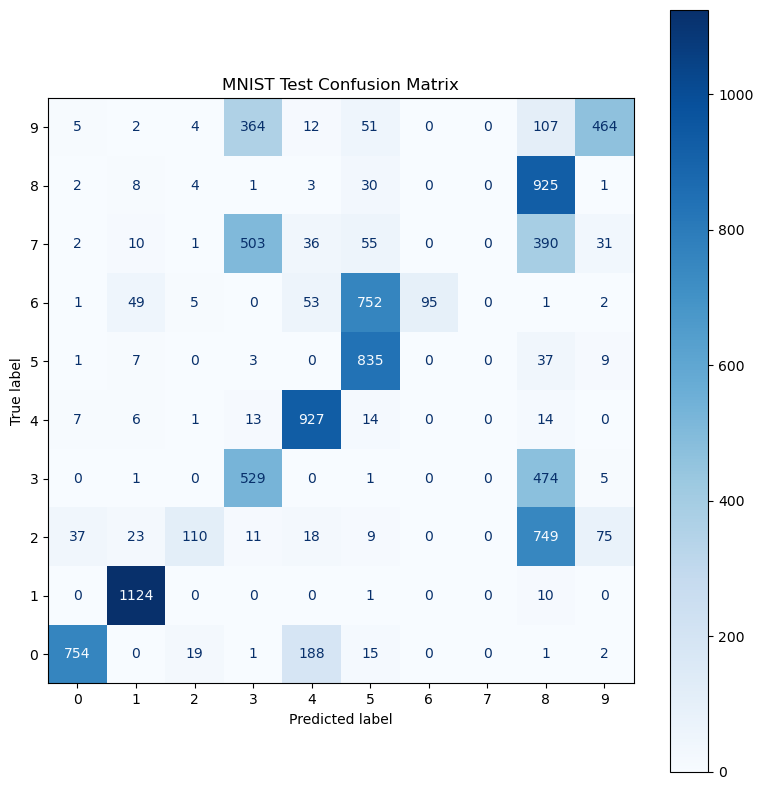 MNIST Test Confusion Matrix
9 5 2 4 364 12 51 0 0 107 464
8 2 8 4 1 3 30 0 0 925 1
7 2 10 1 503 36 55 0 0 390 31
6 1 49 5 0 53 752 95 0 1 2
5 1 7 0 3 0 835 0 0 37 9
4 7 6 1 13 927 14 0 0 14 0
3 0 1 0 529 0 1 0 0 474 5
2 37 23 110 11 18 9 0 0 749 75
1 0 1124 0 0 0 1 0 0 10 0
0 754 0 19 1 188 15 0 0 1 2
0 1 2 3 4 5 6 7 8 9
Predicted label
True label
1000
800
600
400
200
0